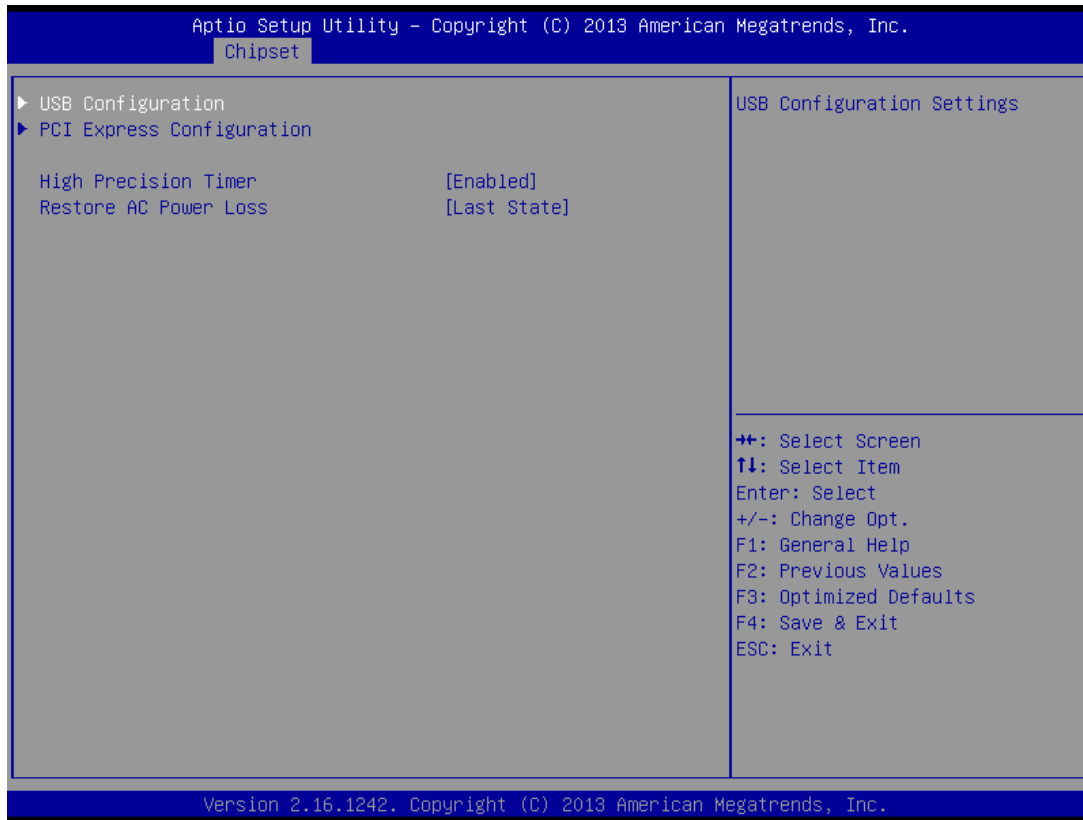 Aptio Setup Utility – Copyright (C) 2013 American Megatrends, Inc.
Chipset
▶ USB Configuration
▶ PCI Express Configuration
High Precision Timer [Enabled]
Restore AC Power Loss [Last State]
USB Configuration Settings
→←: Select Screen
↑↓: Select Item
Enter: Select
+/-: Change Opt.
F1: General Help
F2: Previous Values
F3: Optimized Defaults
F4: Save & Exit
ESC: Exit
Version 2.16.1242. Copyright (C) 2013 American Megatrends, Inc.